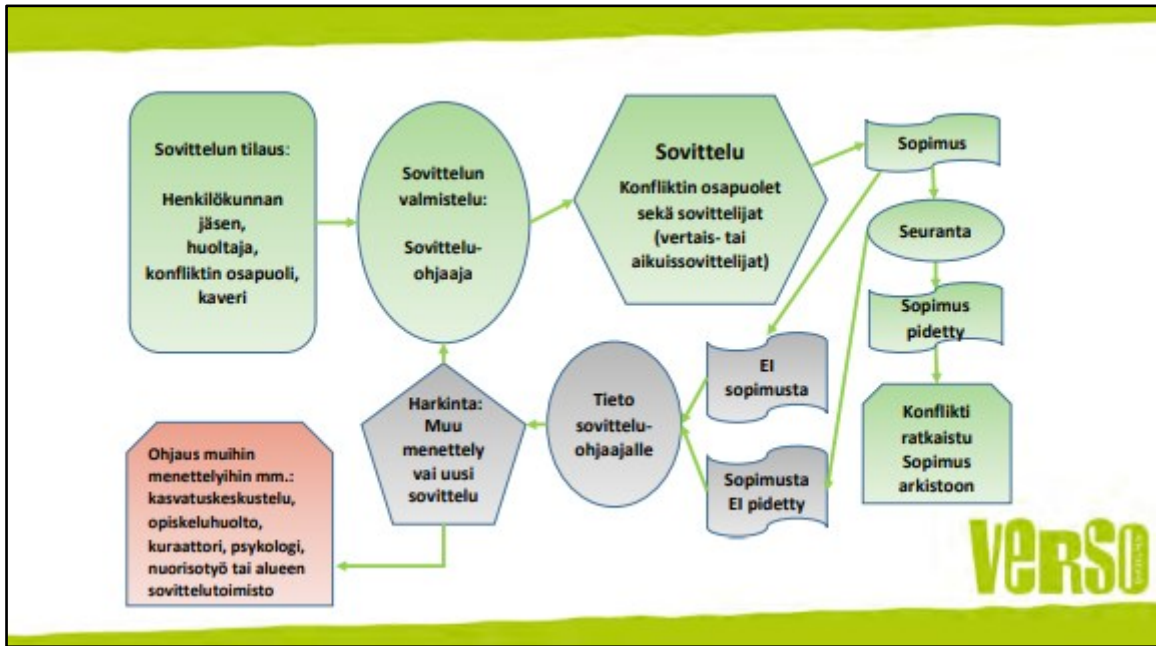 Sovittelun tilaus:
Henkilökunnan
jäsen,
huoltaja,
konfliktin osapuoli,
kaveri
Sovittelun
valmistelu:
Sovittelu-
ohjaaja
Sovittelu
Konfliktin osapuolet
sekä sovittelijat
(vertais- tai
aikuissovittelijat)
Sopimus
Seuranta
Sopimus
pidetty
Konflikti
ratkaistu
Sopimus
arkistoon
EI
sopimusta
Sopimusta
EI pidetty
Tieto
sovittelu-
ohjaajalle
Harkinta:
Muu
menettely
vai uusi
sovittelu
Ohjaus muihin
menettelyihin mm.:
kasvatuskeskustelu,
opiskeluhuolto,
kuraattori, psykologi,
nuorisotyö tai alueen
sovittelutoimisto
VERSO